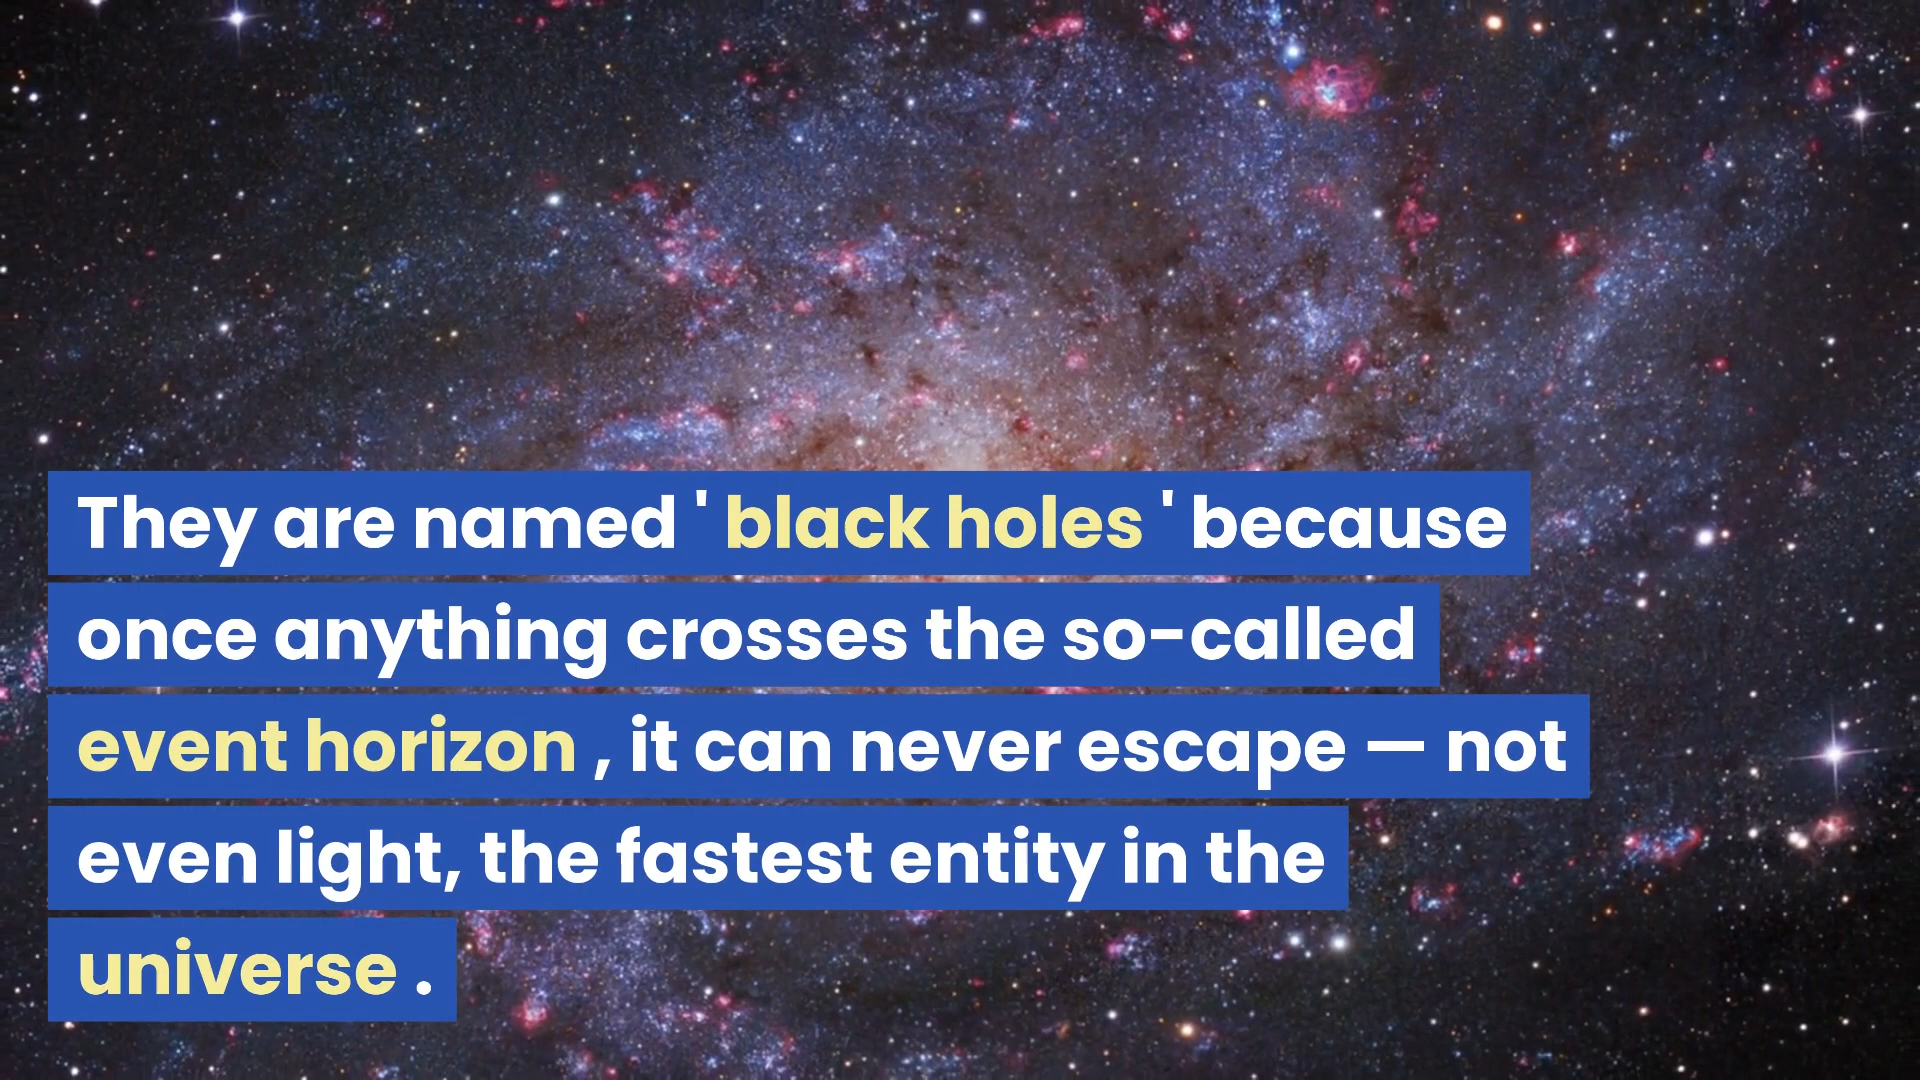 They are named ' black holes ' because
once anything crosses the so-called
event horizon , it can never escape — not
even light, the fastest entity in the
universe .